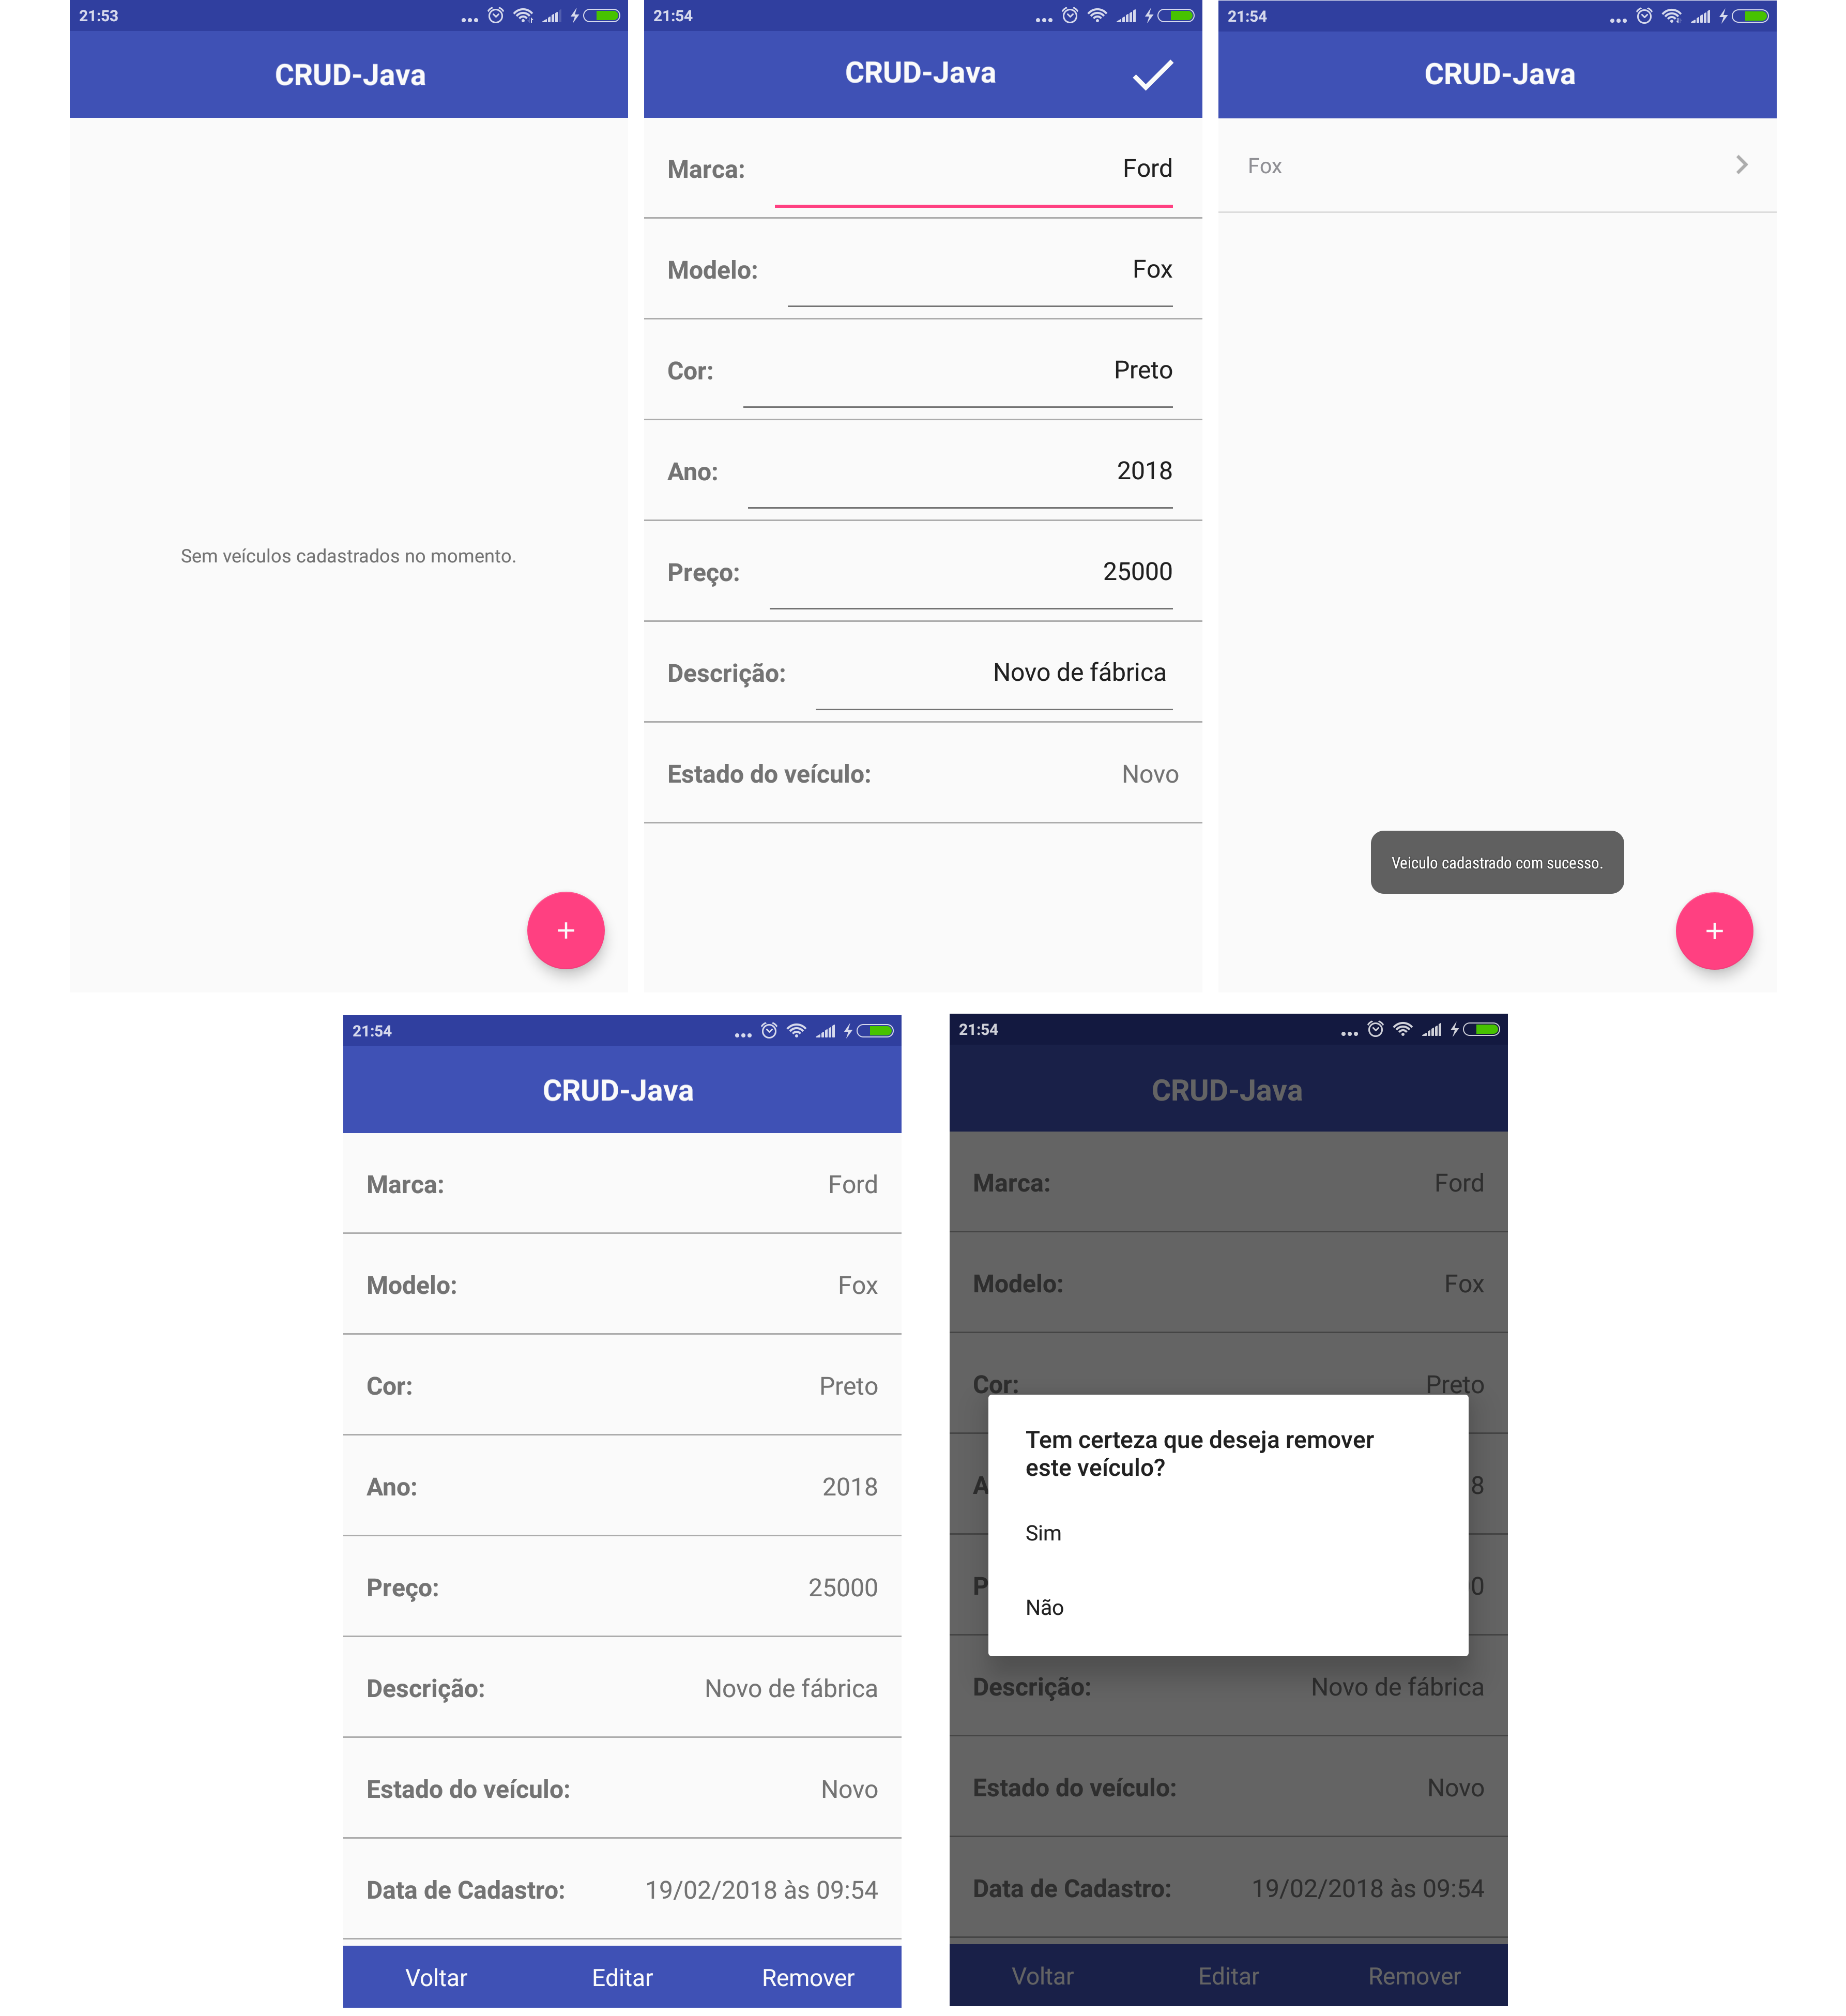 21:53
CRUD-Java
Sem veículos cadastrados no momento.
+
21:54
CRUD-Java
Marca: Ford
Modelo: Fox
Cor: Preto
Ano: 2018
Preço: 25000
Descrição: Novo de fábrica
Estado do veículo: Novo
21:54
CRUD-Java
Fox
Veiculo cadastrado com sucesso.
+
21:54
CRUD-Java
Marca: Ford
Modelo: Fox
Cor: Preto
Ano: 2018
Preço: 25000
Descrição: Novo de fábrica
Estado do veículo: Novo
Data de Cadastro: 19/02/2018 às 09:54
Voltar Editar Remover
21:54
CRUD-Java
Marca: Ford
Modelo: Fox
Cor: Preto
Tem certeza que deseja remover
este veículo?
A 8
Sim
P 0
Não
Descrição: Novo de fábrica
Estado do veículo: Novo
Data de Cadastro: 19/02/2018 às 09:54
Voltar Editar Remover